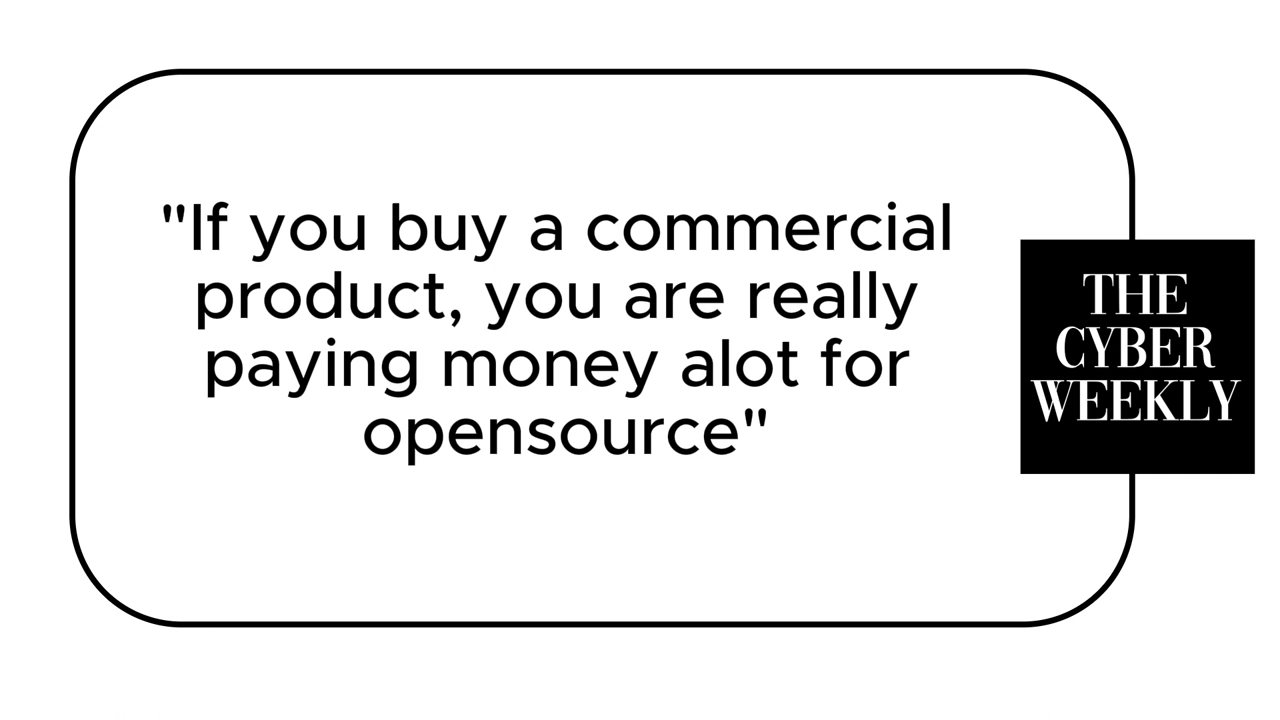 "If you buy a commercial
product, you are really
paying money alot for
opensource"
THE
CYBER
WEEKLY